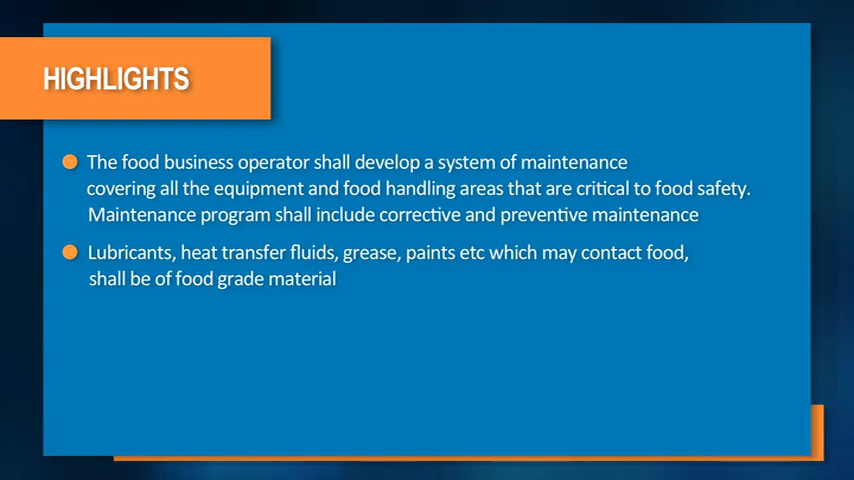 HIGHLIGHTS
The food business operator shall develop a system of maintenance
covering all the equipment and food handling areas that are critical to food safety.
Maintenance program shall include corrective and preventive maintenance
Lubricants, heat transfer fluids, grease, paints etc which may contact food,
shall be of food grade material